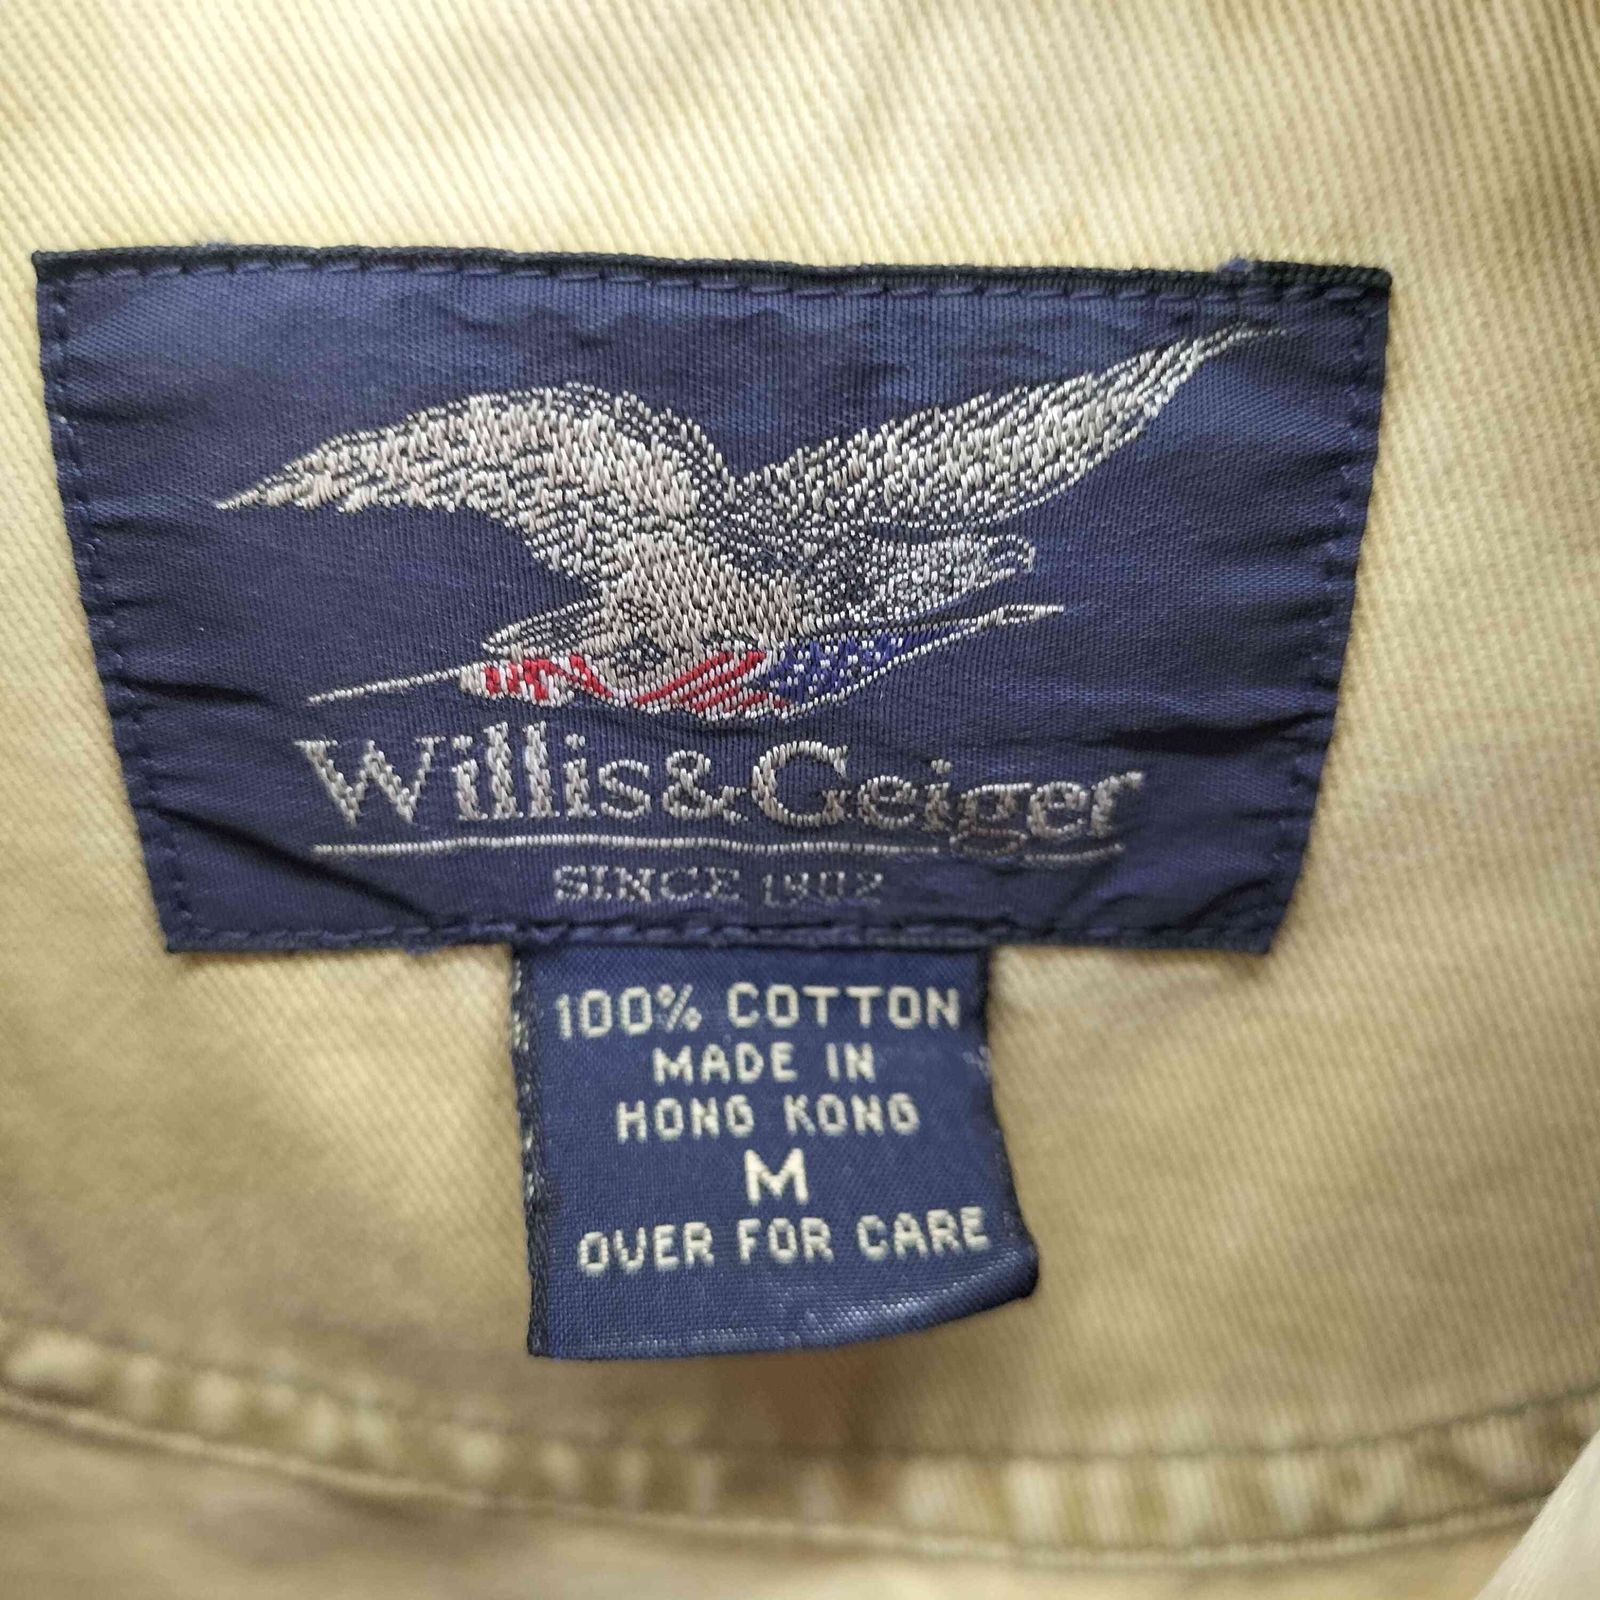 Willis & Geiger
SINCE 1902
100% COTTON
MADE IN
HONG KONG
M
OVER FOR CARE